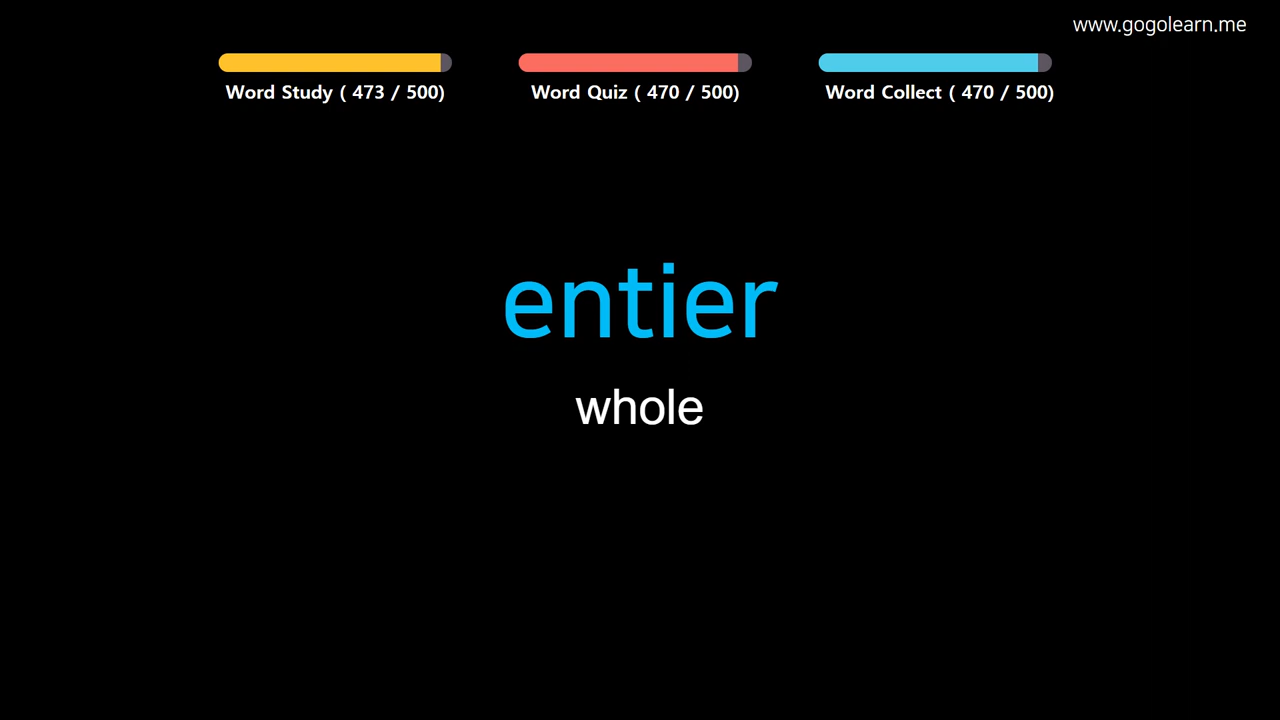 www.gogolearn.me
Word Study ( 473 / 500)
Word Quiz ( 470 / 500)
Word Collect ( 470 / 500)
entier
whole